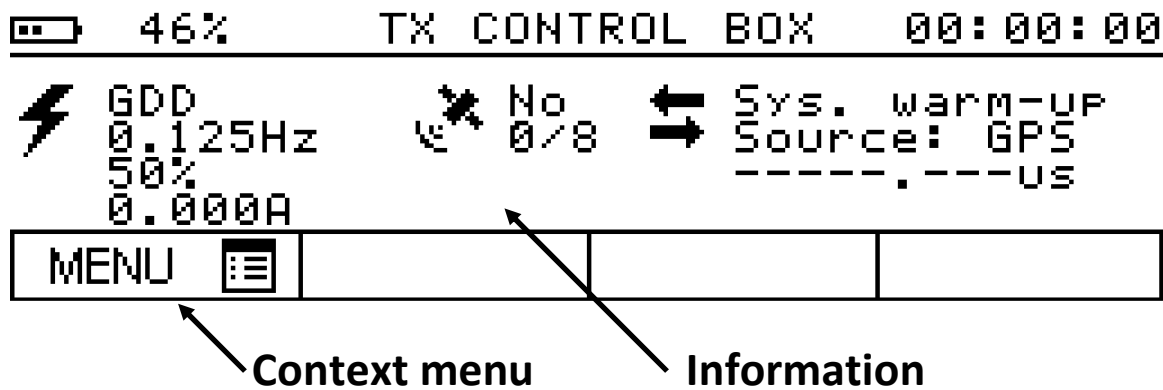 46% TX CONTROL BOX 00:00:00
GDD No Sys. warm-up
0.125Hz 0/8 Source: GPS
50% -----.---us
0.000A
MENU
Context menu Information